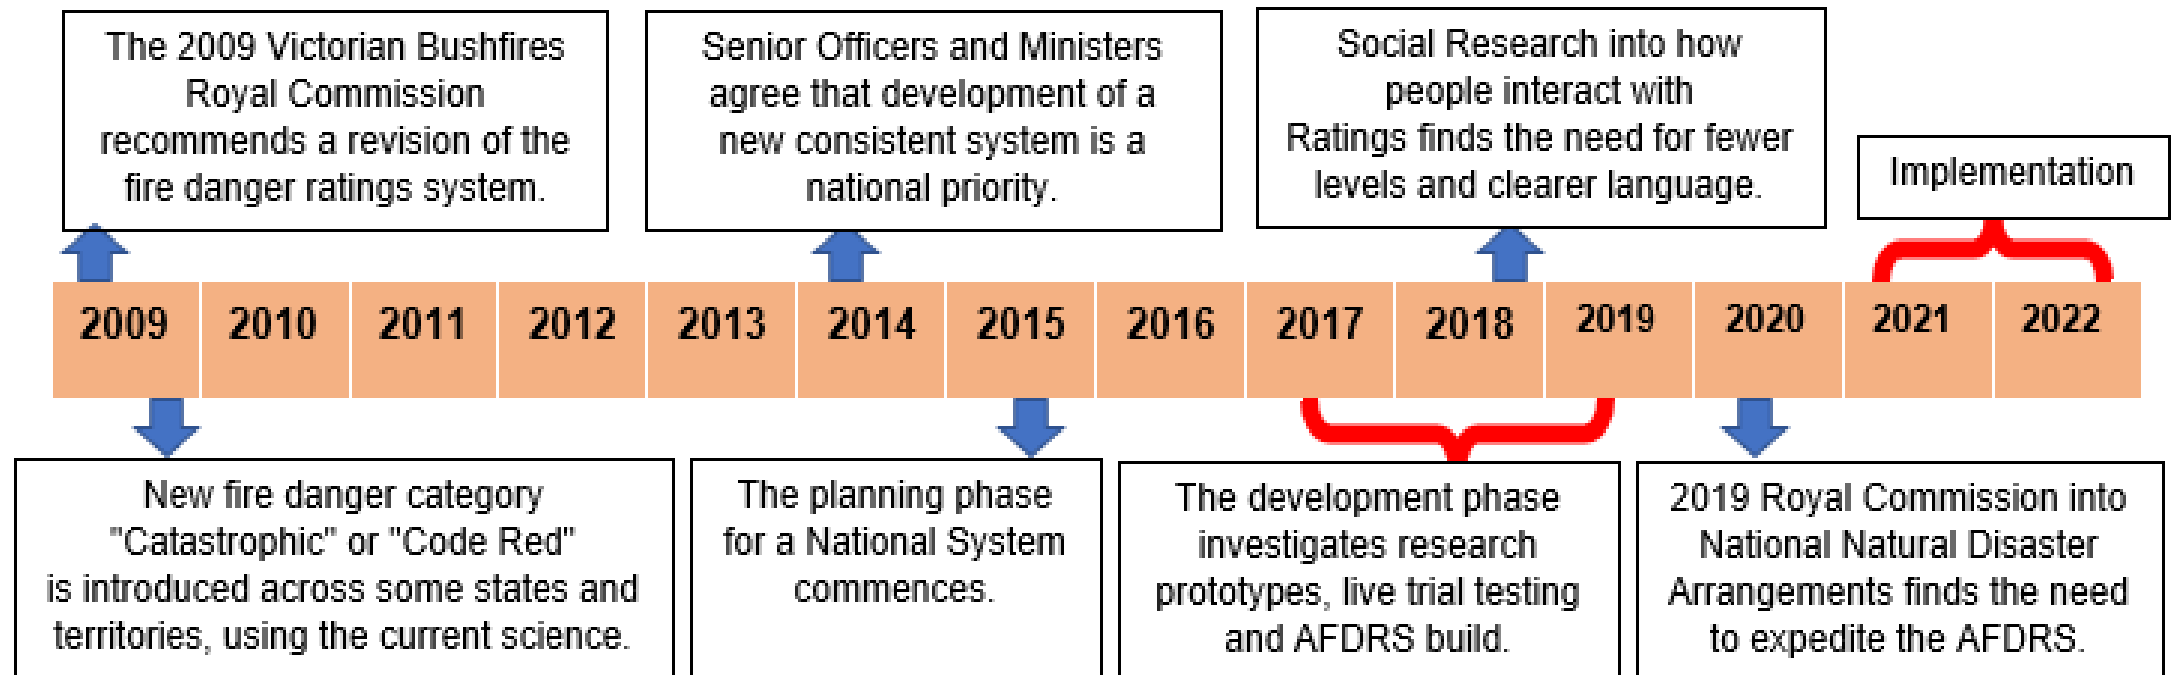 The 2009 Victorian Bushfires
Royal Commission
recommends a revision of the
fire danger ratings system.
Senior Officers and Ministers
agree that development of a
new consistent system is a
national priority.
Social Research into how
people interact with
Ratings finds the need for fewer
levels and clearer language.
Implementation
2009 2010 2011 2012 2013 2014 2015 2016 2017 2018 2019 2020 2021 2022
New fire danger category
"Catastrophic" or "Code Red"
is introduced across some states and
territories, using the current science.
The planning phase
for a National System
commences.
The development phase
investigates research
prototypes, live trial testing
and AFDRS build.
2019 Royal Commission into
National Natural Disaster
Arrangements finds the need
to expedite the AFDRS.